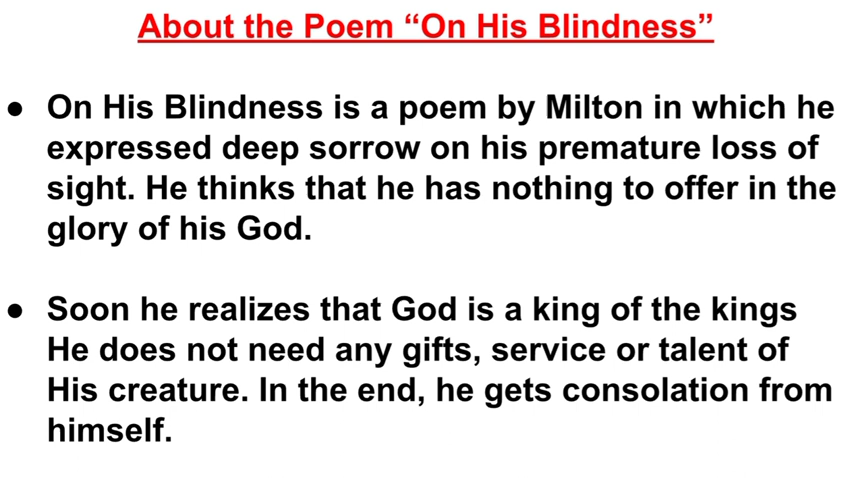 About the Poem “On His Blindness”
● On His Blindness is a poem by Milton in which he
expressed deep sorrow on his premature loss of
sight. He thinks that he has nothing to offer in the
glory of his God.
● Soon he realizes that God is a king of the kings
He does not need any gifts, service or talent of
His creature. In the end, he gets consolation from
himself.